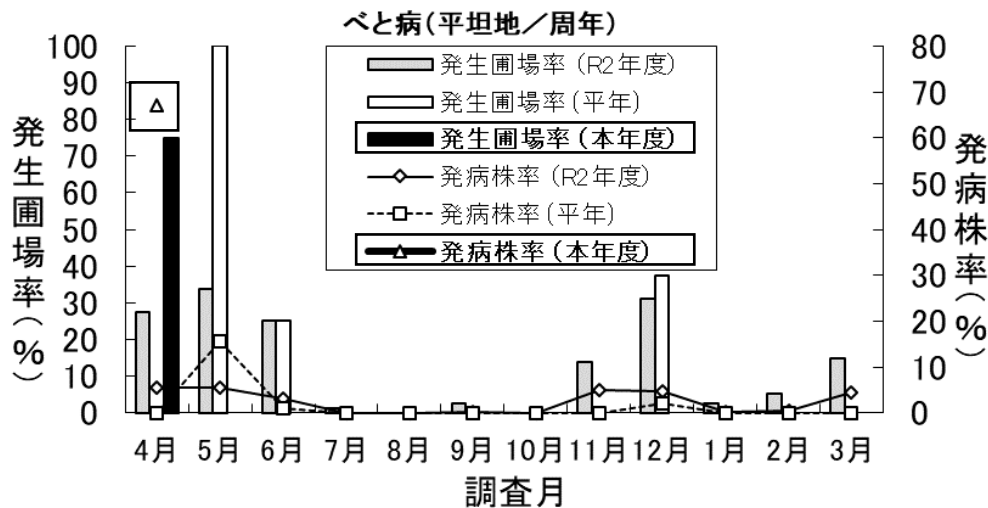 べと病(平坦地／周年)
発生圃場率(%)
100
90
80
70
60
50
40
30
20
10
0
発生圃場率(R2年度)
発生圃場率(平年)
発生圃場率(本年度)
発病株率(R2年度)
発病株率(平年)
発病株率(本年度)
80
70
60
50
40
30
20
10
0
発病株率(%)
4月 5月 6月 7月 8月 9月 10月 11月 12月 1月 2月 3月
調査月